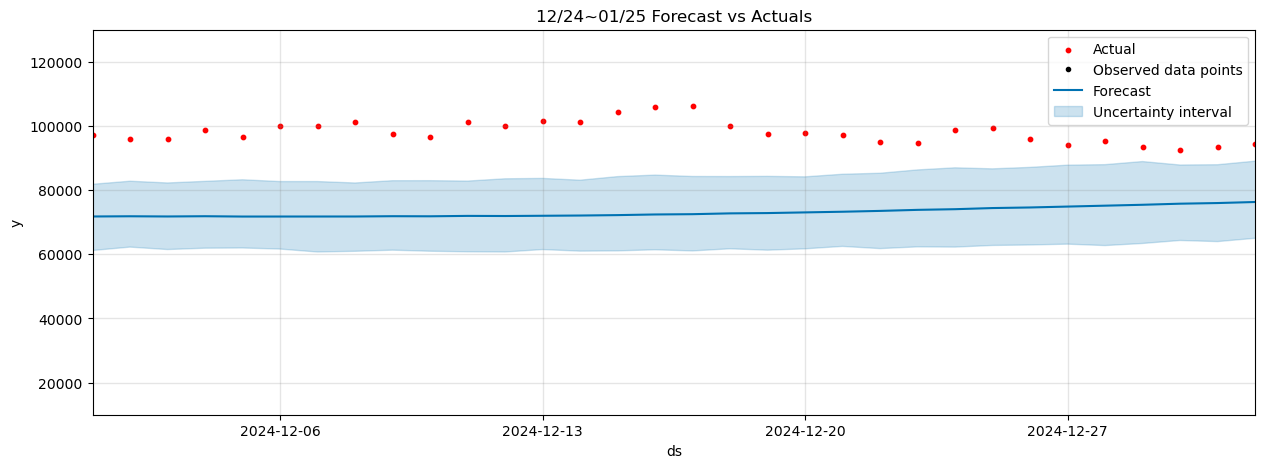 12/24~01/25 Forecast vs Actuals
Actual
Observed data points
Forecast
Uncertainty interval
120000
100000
80000
60000
40000
20000
y
2024-12-06
2024-12-13
2024-12-20
2024-12-27
ds